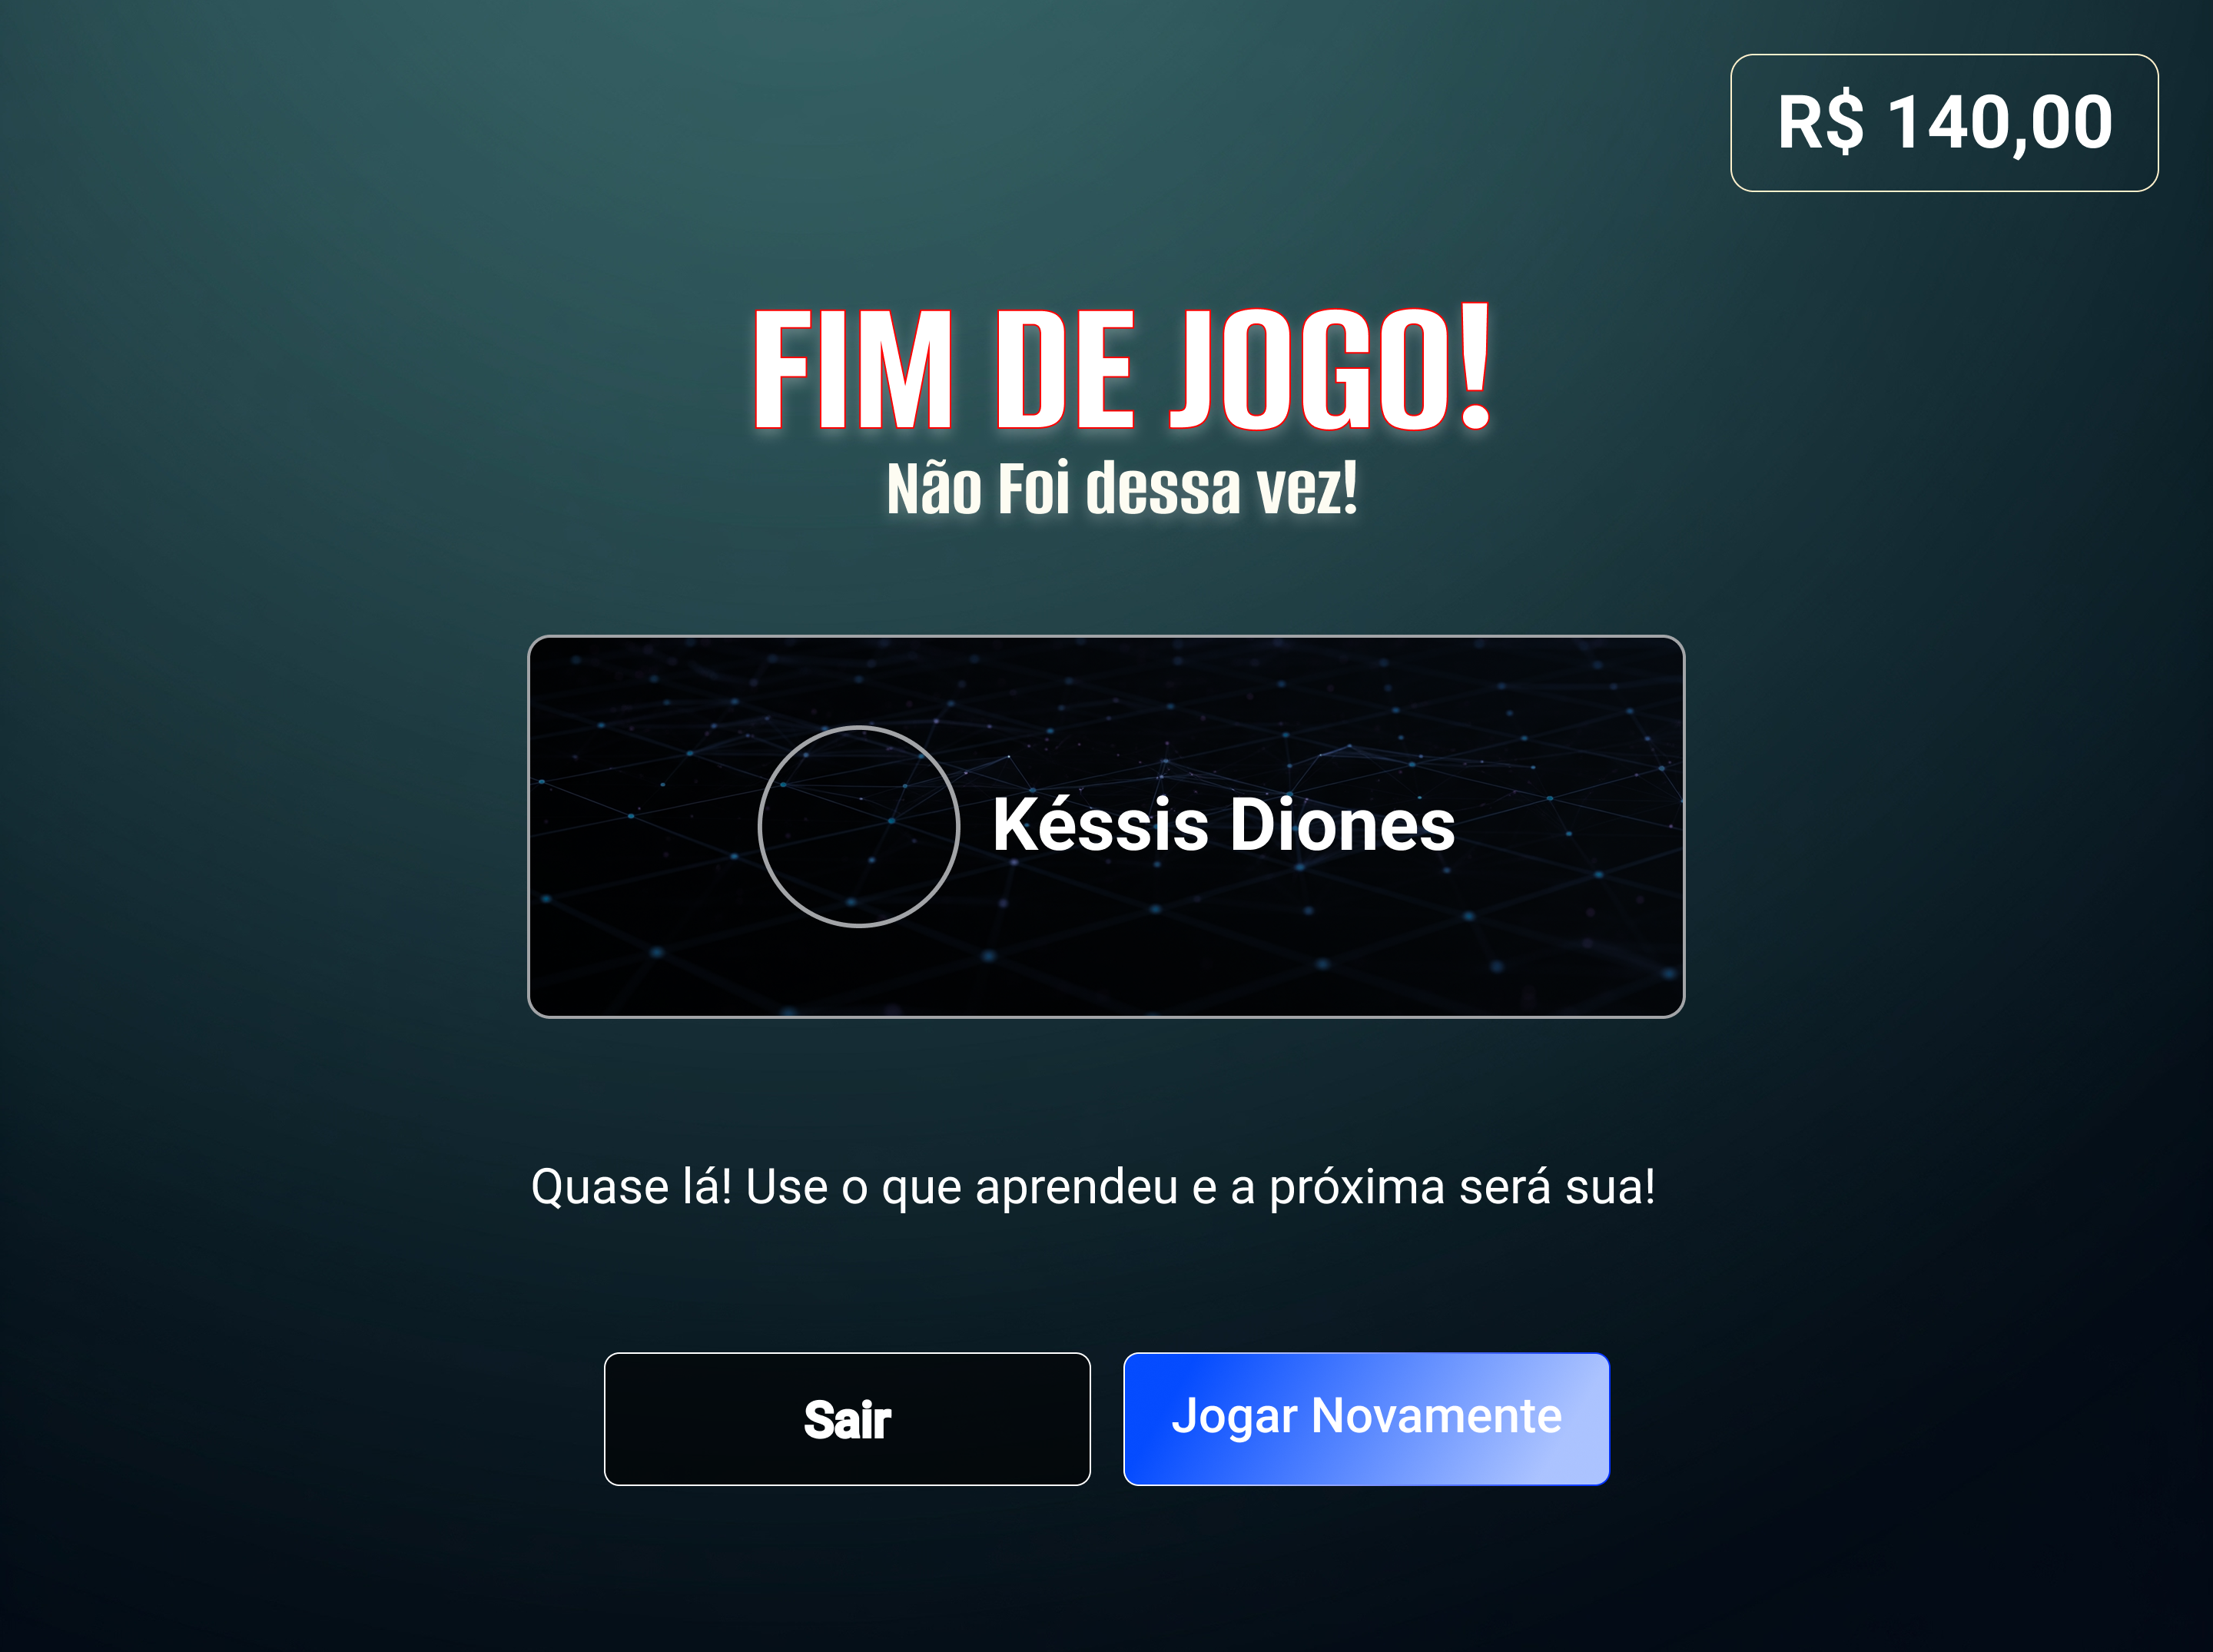 R$ 140,00
FIM DE JOGO!
Não Foi dessa vez!
Késsis Diones
Quase lá! Use o que aprendeu e a próxima será sua!
Sair
Jogar Novamente